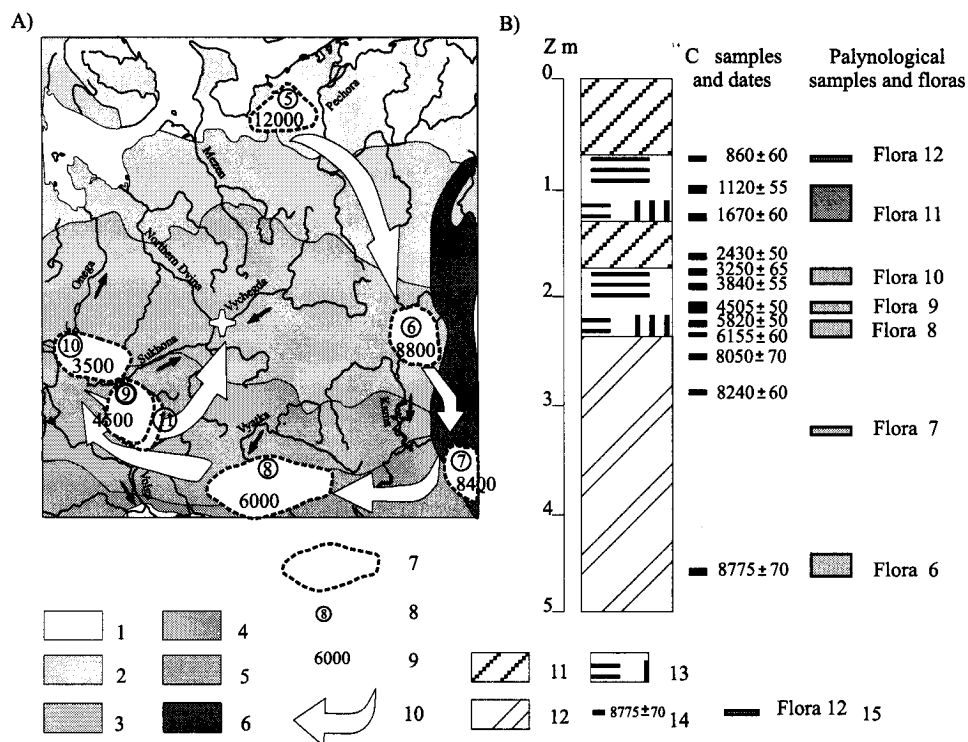 A)
B)
Z m
14
C samples
and dates
Palynological
samples and floras
0
1
2
3
4
5
860 ± 60
1120 ± 55
1670 ± 60
2430 ± 50
3250 ± 65
3840 ± 55
4505 ± 50
5820 ± 50
6155 ± 60
8050 ± 70
8240 ± 60
8775 ± 70
Flora 12
Flora 11
Flora 10
Flora 9
Flora 8
Flora 7
Flora 6
5
12000
Pechora
Mezen
Onega
Northern Dvina
Vychegda
6
8800
10
3500
Sukhona
9
4500
11
Vyatka
Kama
8
6000
7
8400
Volga
7
8 8
6000 9
10
1
2
3
4
5
6
11
12
13
8775 ± 70 14
Flora 12 15